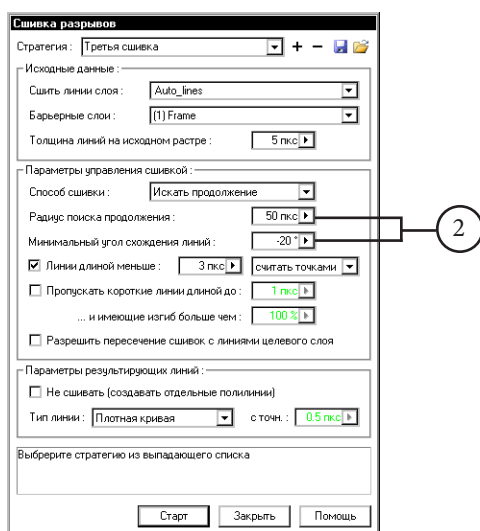 Сшивка разрывов
Стратегия : Третья сшивка
Исходные данные :
Сшить линии слоя : Auto_lines
Барьерные слои : (1) Frame
Толщина линий на исходном растре : 5 пкс
Параметры управления сшивкой :
Способ сшивки : Искать продолжение
Радиус поиска продолжения : 50 пкс
2
Минимальный угол схождения линий : -20 °
Линии длиной меньше : 3 пкс считать точками
Пропускать короткие линии длиной до : 1 пкс
... и имеющие изгиб больше чем : 100 %
Разрешить пересечение сшивок с линиями целевого слоя
Параметры результирующих линий :
Не сшивать (создавать отдельные полилинии)
Тип линии : Плотная кривая с точн. : 0.5 пкс
Выбрерите стратегию из выпадающего списка
Старт Закрыть Помощь